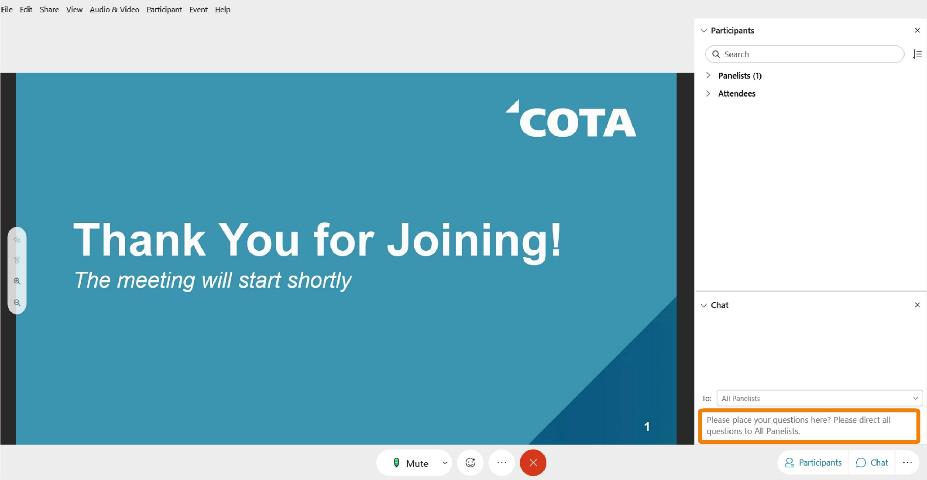 File Edit Share View Audio & Video Participant Event Help
Participants
Search
Panelists (1)
Attendees
COTA
Thank You for Joining!
The meeting will start shortly
1
Chat
To: All Panelists
Please place your questions here? Please direct all
questions to All Panelists.
Mute
Participants Chat